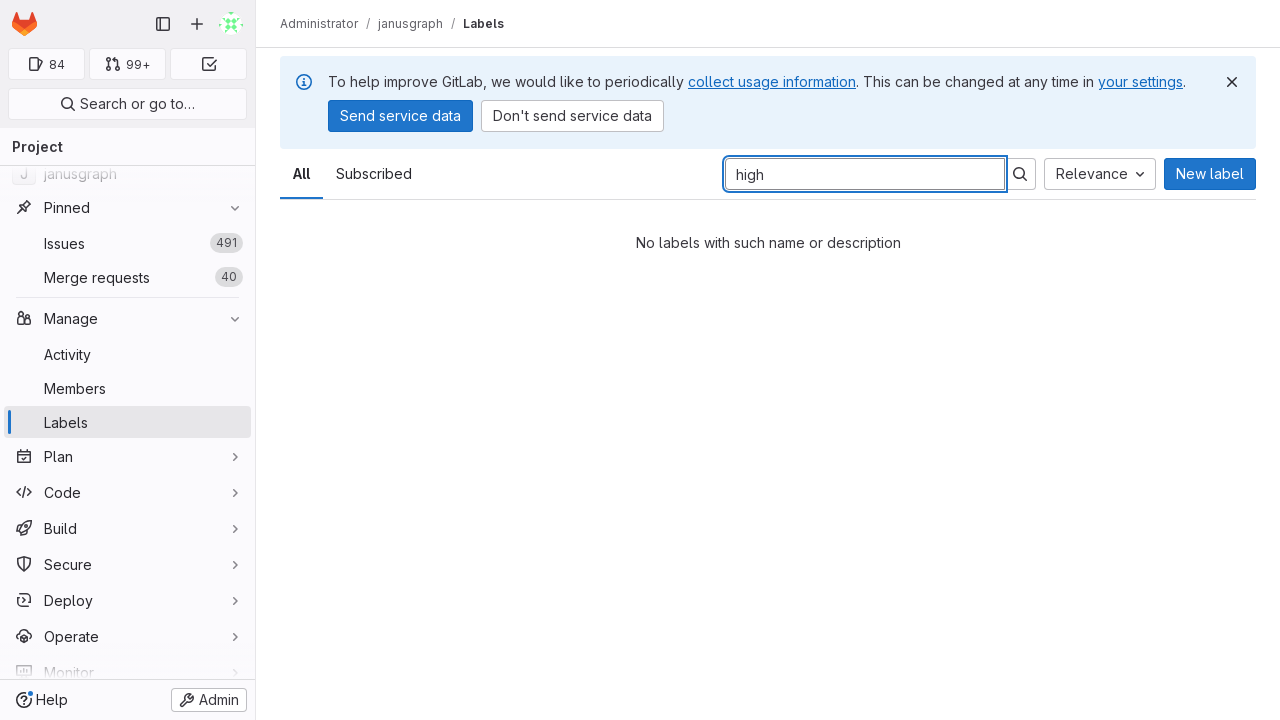 Administrator / janusgraph / Labels
84
99+
Search or go to…
Project
J janusgraph
Pinned
Issues 491
Merge requests 40
Manage
Activity
Members
Labels
Plan
Code
Build
Secure
Deploy
Operate
Monitor
Help
Admin
To help improve GitLab, we would like to periodically collect usage information. This can be changed at any time in your settings.
Send service data
Don't send service data
All
Subscribed
high
Relevance
New label
No labels with such name or description